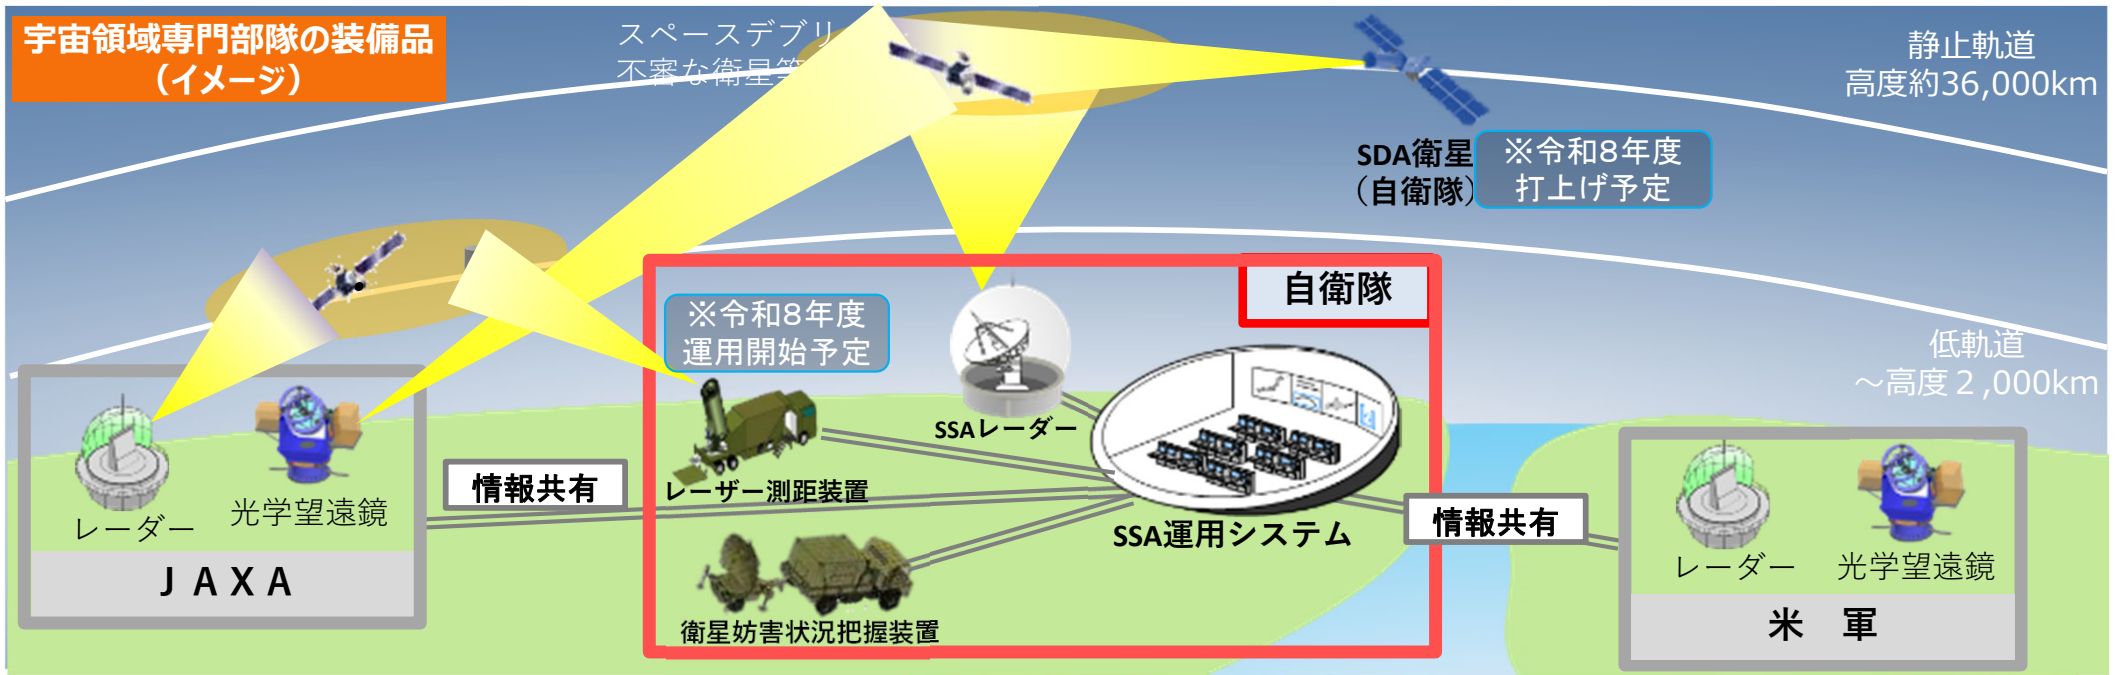 宇宙領域専門部隊の装備品
（イメージ）
スペースデブリ
不審な衛星等
静止軌道
高度約36,000km
SDA衛星
（自衛隊）
※令和8年度
打上げ予定
自衛隊
※令和8年度
運用開始予定
低軌道
～高度２,000km
SSAレーダー
レーザー測距装置
情報共有
レーダー
光学望遠鏡
ＪＡＸＡ
SSA運用システム
情報共有
衛星妨害状況把握装置
レーダー
光学望遠鏡
米　軍